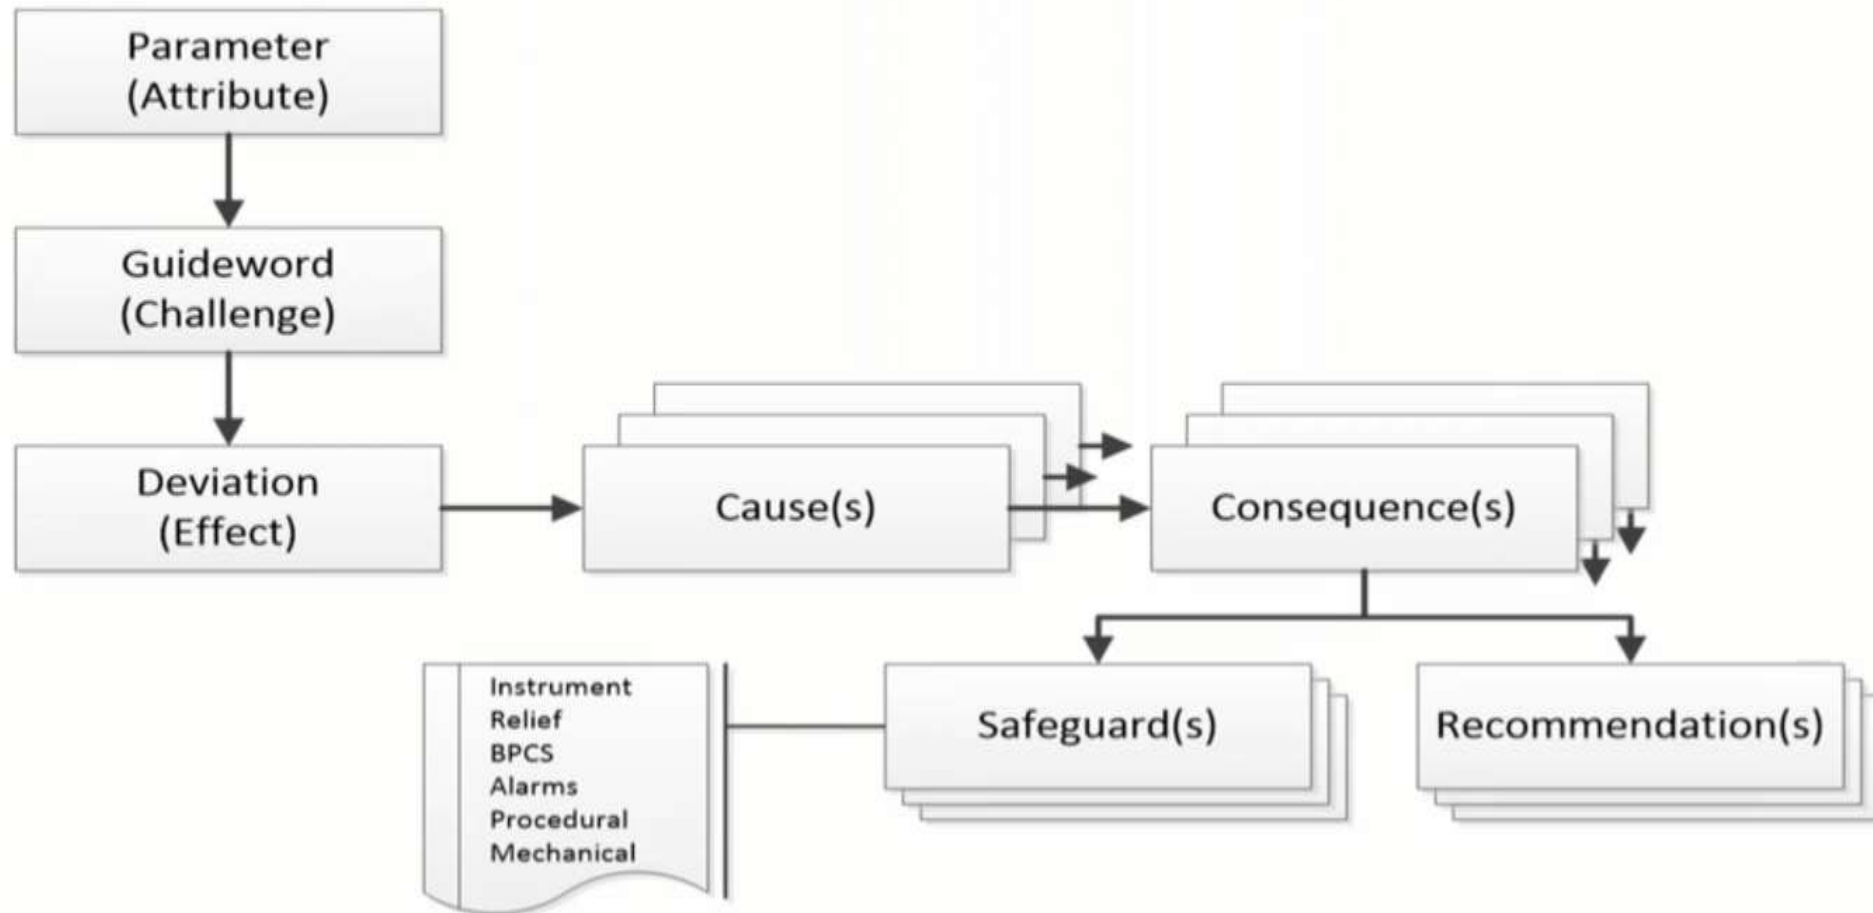 Parameter
(Attribute)
Guideword
(Challenge)
Deviation
(Effect)
Cause(s)
Consequence(s)
Instrument
Relief
BPCS
Alarms
Procedural
Mechanical
Safeguard(s)
Recommendation(s)